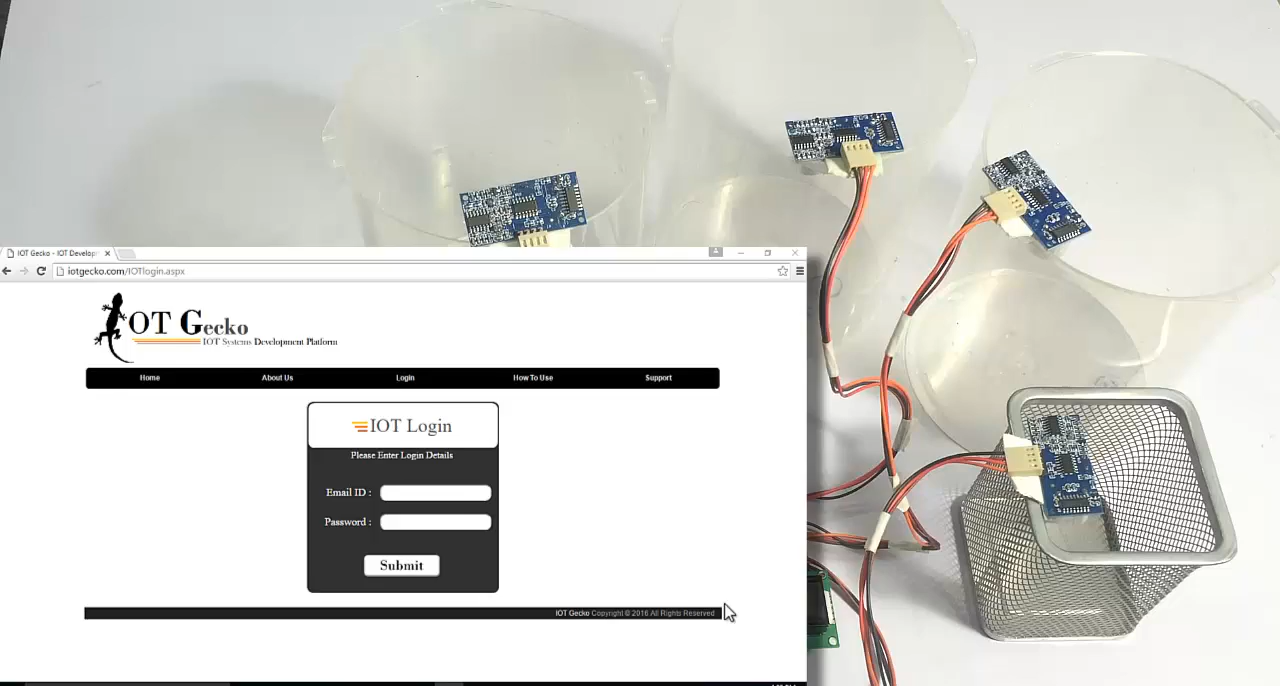 IOT Gecko - IOT Develop
iotgecko.com/IOTlogin.aspx
IOT Gecko
IOT Systems Development Platform
Home About Us Login How To Use Support
IOT Login
Please Enter Login Details
Email ID :
Password :
Submit
IOT Gecko Copyright © 2016 All Rights Reserved